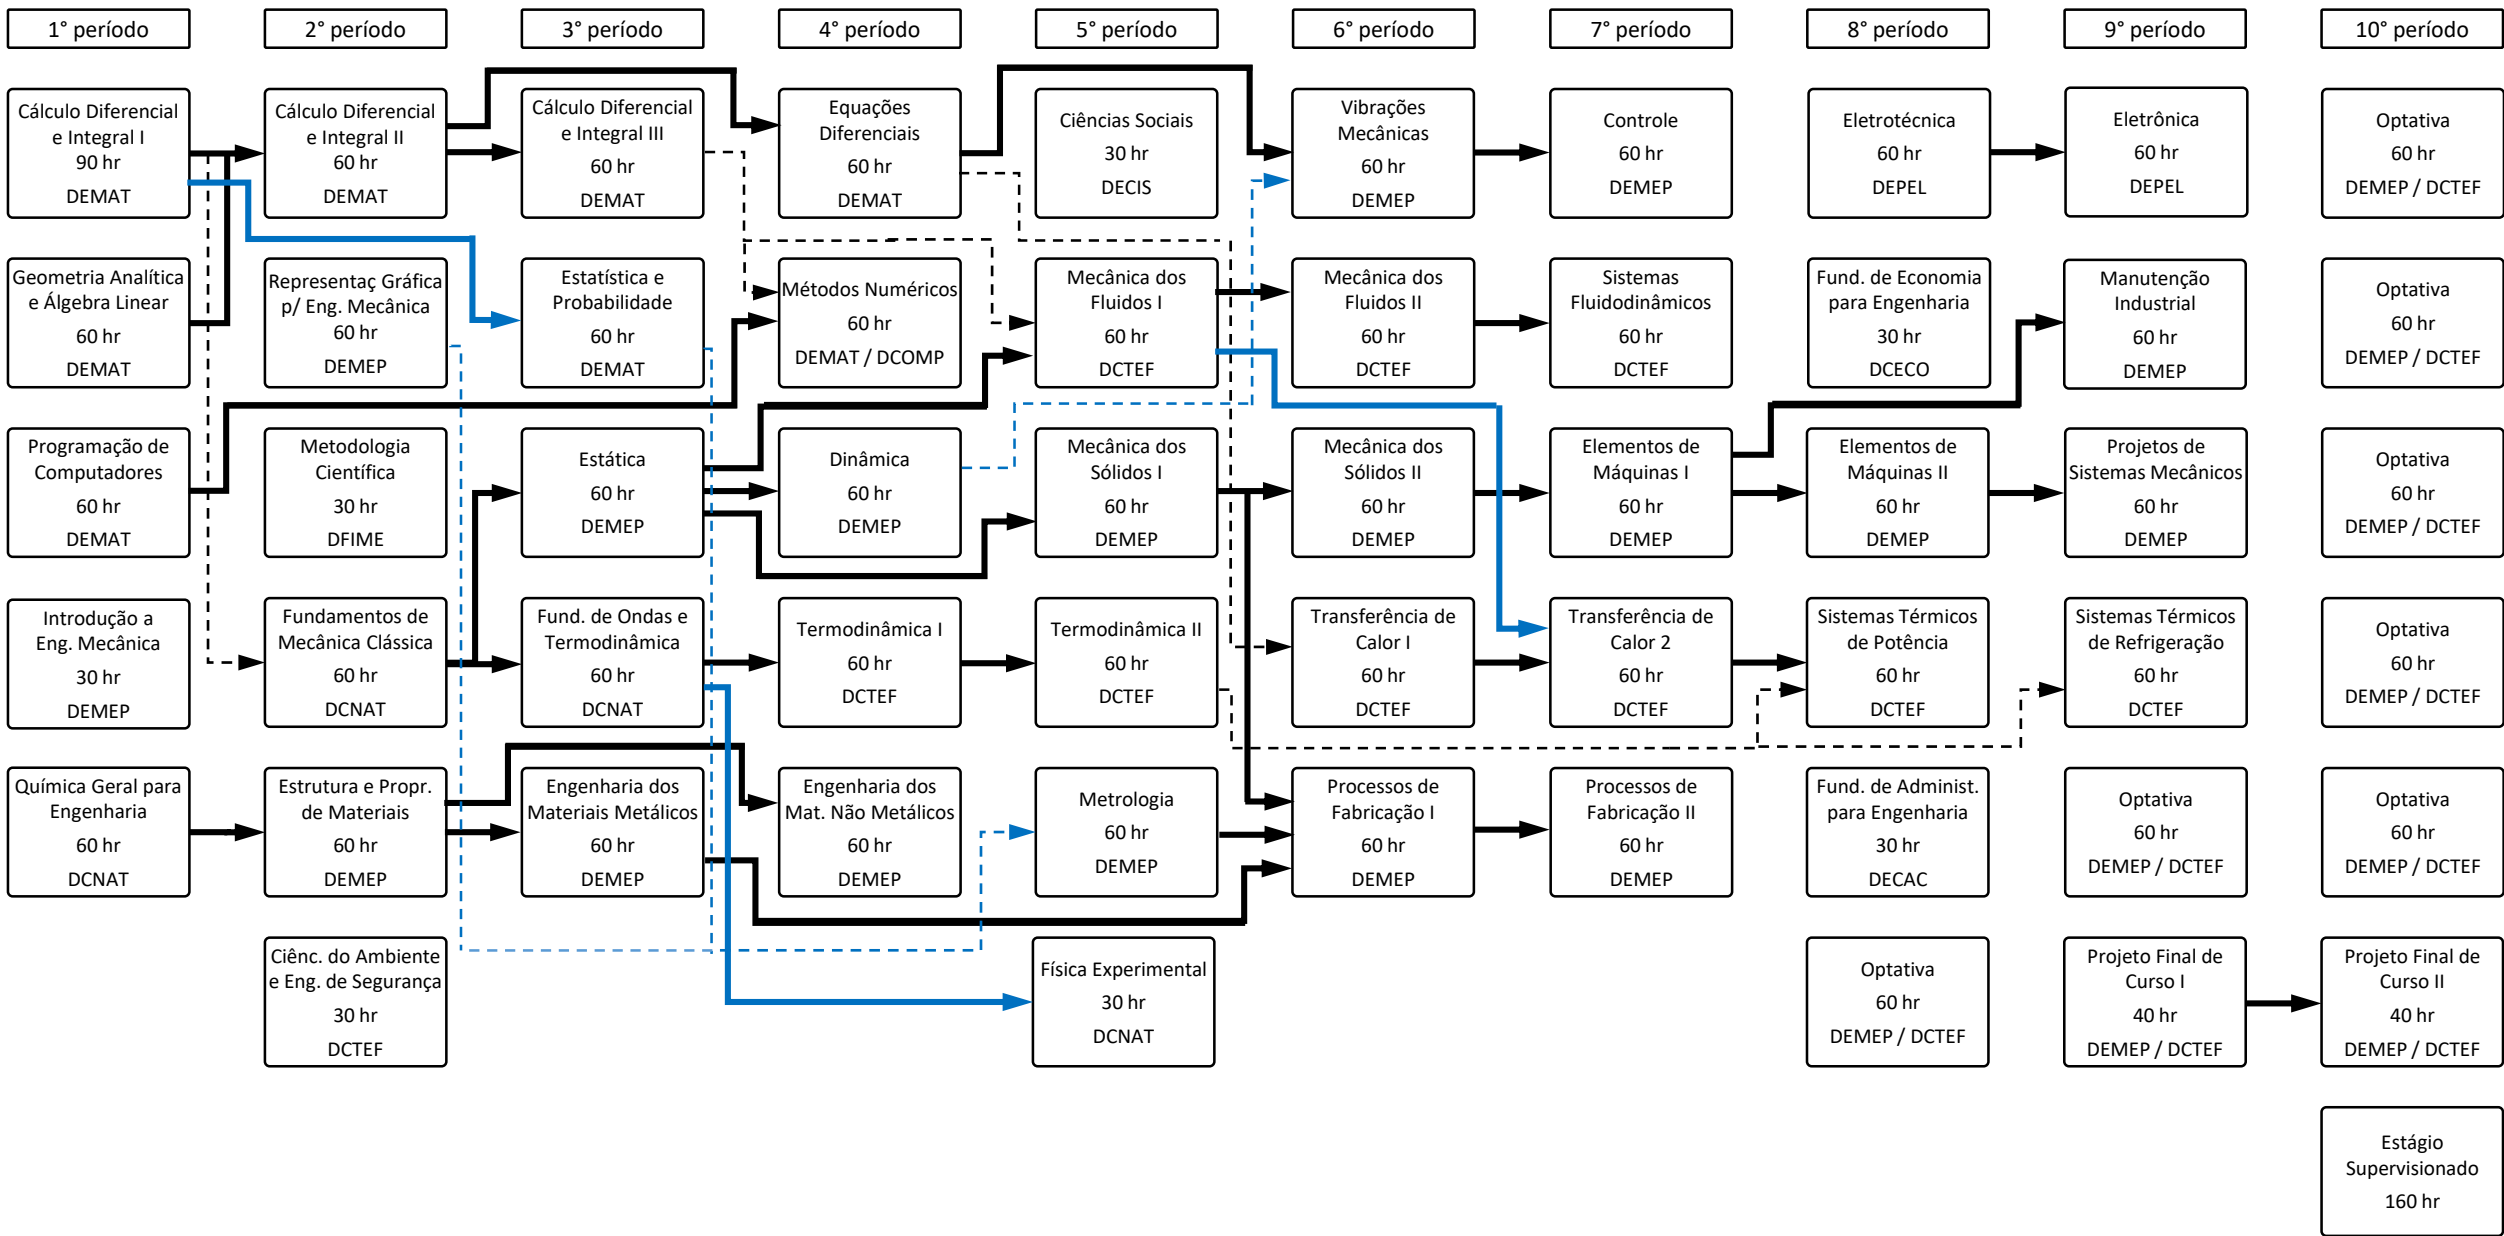 1° período
2° período
3° período
4° período
5° período
6° período
7° período
8° período
9° período
10° período
Cálculo Diferencial
e Integral I
90 hr
DEMAT
Cálculo Diferencial
e Integral II
60 hr
DEMAT
Cálculo Diferencial
e Integral III
60 hr
DEMAT
Equações
Diferenciais
60 hr
DEMAT
Ciências Sociais
30 hr
DECIS
Vibrações
Mecânicas
60 hr
DEMEP
Controle
60 hr
DEMEP
Eletrotécnica
60 hr
DEPEL
Eletrônica
60 hr
DEPEL
Optativa
60 hr
DEMEP / DCTEF
Geometria Analítica
e Álgebra Linear
60 hr
DEMAT
Representaç Gráfica
p/ Eng. Mecânica
60 hr
DEMEP
Estatística e
Probabilidade
60 hr
DEMAT
Métodos Numéricos
60 hr
DEMAT / DCOMP
Mecânica dos
Fluidos I
60 hr
DCTEF
Mecânica dos
Fluidos II
60 hr
DCTEF
Sistemas
Fluidodinâmicos
60 hr
DCTEF
Fund. de Economia
para Engenharia
30 hr
DCECO
Manutenção
Industrial
60 hr
DEMEP
Optativa
60 hr
DEMEP / DCTEF
Programação de
Computadores
60 hr
DEMAT
Metodologia
Científica
30 hr
DFIME
Estática
60 hr
DEMEP
Dinâmica
60 hr
DEMEP
Mecânica dos
Sólidos I
60 hr
DEMEP
Mecânica dos
Sólidos II
60 hr
DEMEP
Elementos de
Máquinas I
60 hr
DEMEP
Elementos de
Máquinas II
60 hr
DEMEP
Projetos de
Sistemas Mecânicos
60 hr
DEMEP
Optativa
60 hr
DEMEP / DCTEF
Introdução a
Eng. Mecânica
30 hr
DEMEP
Fundamentos de
Mecânica Clássica
60 hr
DCNAT
Fund. de Ondas e
Termodinâmica
60 hr
DCNAT
Termodinâmica I
60 hr
DCTEF
Termodinâmica II
60 hr
DCTEF
Transferência de
Calor I
60 hr
DCTEF
Transferência de
Calor 2
60 hr
DCTEF
Sistemas Térmicos
de Potência
60 hr
DCTEF
Sistemas Térmicos
de Refrigeração
60 hr
DCTEF
Optativa
60 hr
DEMEP / DCTEF
Química Geral para
Engenharia
60 hr
DCNAT
Estrutura e Propr.
de Materiais
60 hr
DEMEP
Engenharia dos
Materiais Metálicos
60 hr
DEMEP
Engenharia dos
Mat. Não Metálicos
60 hr
DEMEP
Metrologia
60 hr
DEMEP
Processos de
Fabricação I
60 hr
DEMEP
Processos de
Fabricação II
60 hr
DEMEP
Fund. de Administ.
para Engenharia
30 hr
DECAC
Optativa
60 hr
DEMEP / DCTEF
Optativa
60 hr
DEMEP / DCTEF
Ciênc. do Ambiente
e Eng. de Segurança
30 hr
DCTEF
Física Experimental
30 hr
DCNAT
Optativa
60 hr
DEMEP / DCTEF
Projeto Final de
Curso I
40 hr
DEMEP / DCTEF
Projeto Final de
Curso II
40 hr
DEMEP / DCTEF
Estágio
Supervisionado
160 hr